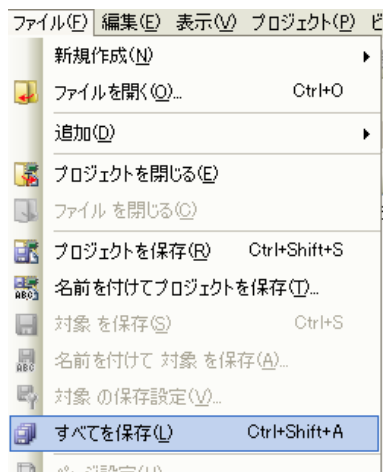 ファイル(F) 編集(E) 表示(V) プロジェクト(P)
新規作成(N)
ファイルを開く(O)... Ctrl+O
追加(D)
プロジェクトを閉じる(E)
ファイル を閉じる(C)
プロジェクトを保存(R) Ctrl+Shift+S
名前を付けてプロジェクトを保存(T)...
対象 を保存(S) Ctrl+S
名前を付けて 対象 を保存(A)...
対象 の保存設定(V)...
すべてを保存(L) Ctrl+Shift+A